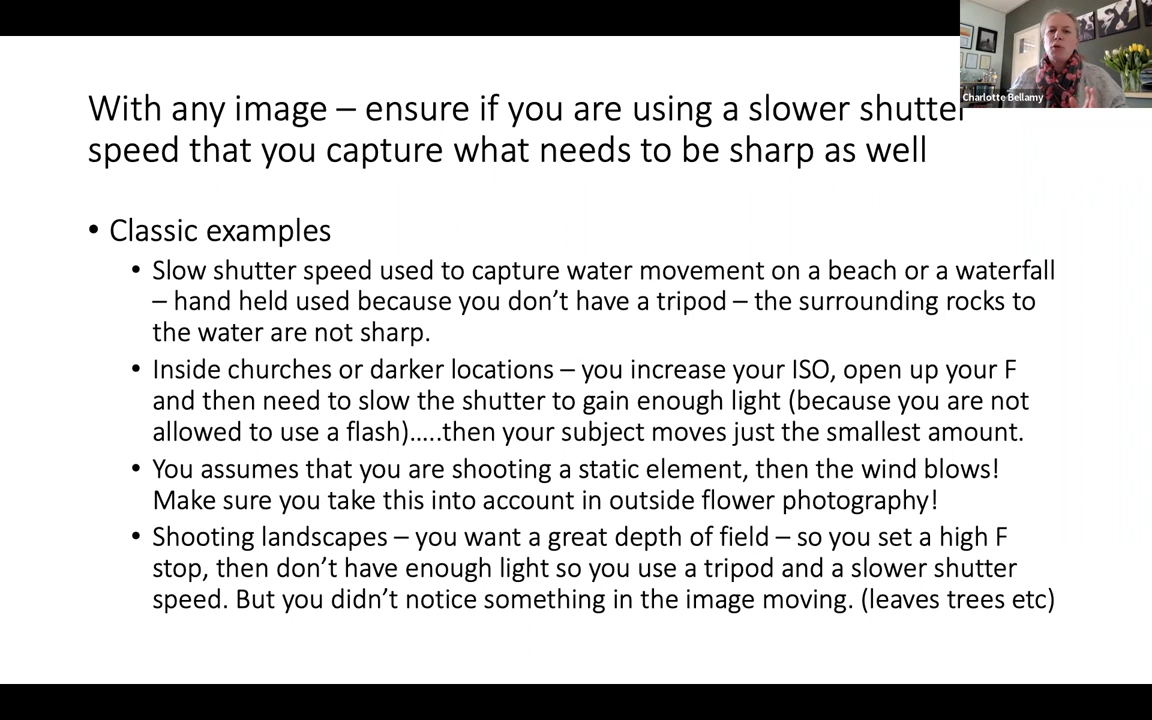 With any image – ensure if you are using a slower shutter
speed that you capture what needs to be sharp as well
Charlotte Bellamy
• Classic examples
• Slow shutter speed used to capture water movement on a beach or a waterfall
– hand held used because you don’t have a tripod – the surrounding rocks to
the water are not sharp.
• Inside churches or darker locations – you increase your ISO, open up your F
and then need to slow the shutter to gain enough light (because you are not
allowed to use a flash)…..then your subject moves just the smallest amount.
• You assumes that you are shooting a static element, then the wind blows!
Make sure you take this into account in outside flower photography!
• Shooting landscapes – you want a great depth of field – so you set a high F
stop, then don’t have enough light so you use a tripod and a slower shutter
speed. But you didn’t notice something in the image moving. (leaves trees etc)